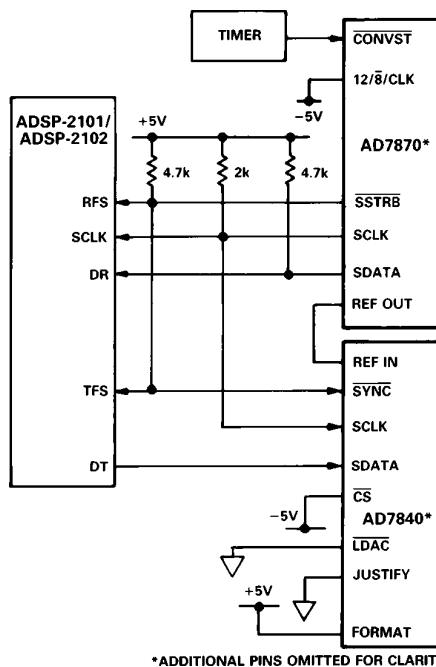 TIMER
CONVST
12/8/CLK
−5V
ADSP-2101/
ADSP-2102
+5V
AD7870*
4.7k
2k
4.7k
RFS
SSTRB
SCLK
SCLK
DR
SDATA
REF OUT
REF IN
TFS
SYNC
SCLK
DT
SDATA
CS
−5V
AD7840*
LDAC
+5V
JUSTIFY
FORMAT
*ADDITIONAL PINS OMITTED FOR CLARIT